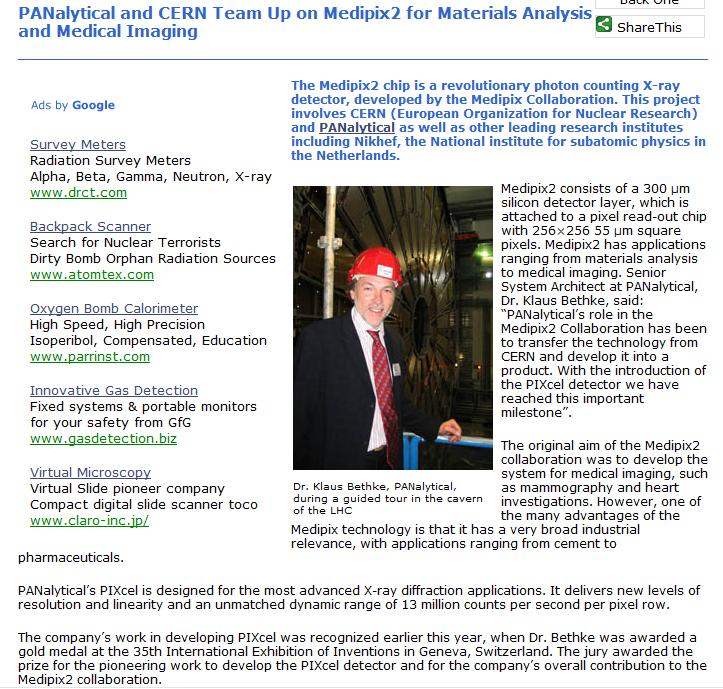 PANalytical and CERN Team Up on Medipix2 for Materials Analysis
and Medical Imaging
Back One
ShareThis
Ads by Google
Survey Meters
Radiation Survey Meters
Alpha, Beta, Gamma, Neutron, X-ray
www.drct.com
Backpack Scanner
Search for Nuclear Terrorists
Dirty Bomb Orphan Radiation Sources
www.atomtex.com
Oxygen Bomb Calorimeter
High Speed, High Precision
Isoperibol, Compensated, Education
www.parrinst.com
Innovative Gas Detection
Fixed systems & portable monitors
for your safety from GfG
www.gasdetection.biz
Virtual Microscopy
Virtual Slide pioneer company
Compact digital slide scanner toco
www.claro-inc.jp/
The Medipix2 chip is a revolutionary photon counting X-ray
detector, developed by the Medipix Collaboration. This project
involves CERN (European Organization for Nuclear Research)
and PANalytical as well as other leading research institutes
including Nikhef, the National institute for subatomic physics in
the Netherlands.
Medipix2 consists of a 300 µm
silicon detector layer, which is
attached to a pixel read-out chip
with 256×256 55 µm square
pixels. Medipix2 has applications
ranging from materials analysis
to medical imaging. Senior
System Architect at PANalytical,
Dr. Klaus Bethke, said:
“PANalytical’s role in the
Medipix2 Collaboration has been
to transfer the technology from
CERN and develop it into a
product. With the introduction of
the PIXcel detector we have
reached this important
milestone”.
Dr. Klaus Bethke, PANalytical,
during a guided tour in the cavern
of the LHC
The original aim of the Medipix2
collaboration was to develop the
system for medical imaging, such
as mammography and heart
investigations. However, one of
the many advantages of the
Medipix technology is that it has a very broad industrial
relevance, with applications ranging from cement to
pharmaceuticals.
PANalytical’s PIXcel is designed for the most advanced X-ray diffraction applications. It delivers new levels of
resolution and linearity and an unmatched dynamic range of 13 million counts per second per pixel row.
The company’s work in developing PIXcel was recognized earlier this year, when Dr. Bethke was awarded a
gold medal at the 35th International Exhibition of Inventions in Geneva, Switzerland. The jury awarded the
prize for the pioneering work to develop the PIXcel detector and for the company’s overall contribution to the
Medipix2 collaboration.